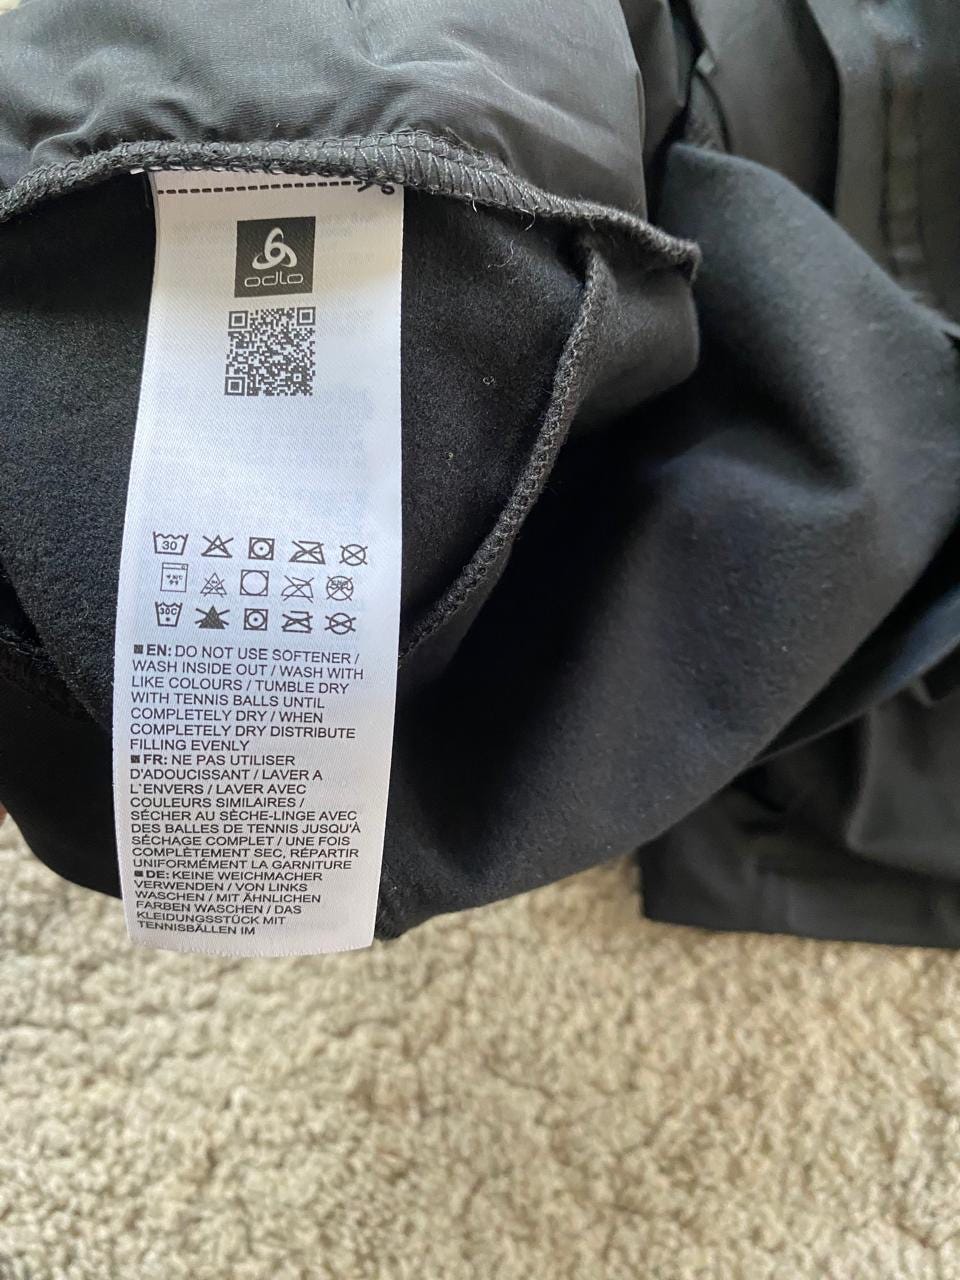 odlo
30
30C
EN: DO NOT USE SOFTENER /
WASH INSIDE OUT / WASH WITH
LIKE COLOURS / TUMBLE DRY
WITH TENNIS BALLS UNTIL
COMPLETELY DRY / WHEN
COMPLETELY DRY DISTRIBUTE
FILLING EVENLY
FR: NE PAS UTILISER
D'ADOUCISSANT / LAVER A
L`ENVERS / LAVER AVEC
COULEURS SIMILAIRES /
SÉCHER AU SÈCHE-LINGE AVEC
DES BALLES DE TENNIS JUSQU'À
SÉCHAGE COMPLET / UNE FOIS
COMPLÈTEMENT SEC, RÉPARTIR
UNIFORMÉMENT LA GARNITURE
DE: KEINE WEICHMACHER
VERWENDEN / VON LINKS
WASCHEN / MIT ÄHNLICHEN
FARBEN WASCHEN / DAS
KLEIDUNGSSTÜCK MIT
TENNISBÄLLEN IM